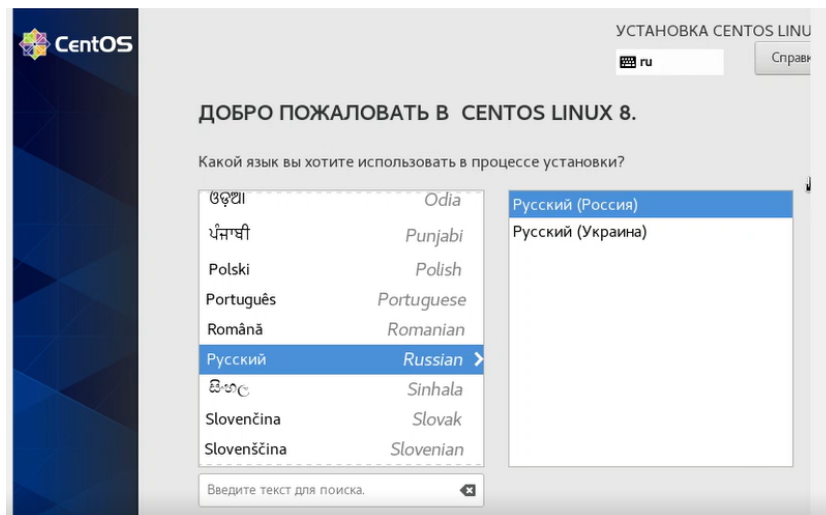 CentOS
УСТАНОВКА CENTOS LINU
ru
Справк
ДОБРО ПОЖАЛОВАТЬ В CENTOS LINUX 8.
Какой язык вы хотите использовать в процессе установки?
ଓଡ଼ିଆ Odia
ਪੰਜਾਬੀ Punjabi
Polski Polish
Português Portuguese
Română Romanian
Русский Russian
සිංහල Sinhala
Slovenčina Slovak
Slovenščina Slovenian
Русский (Россия)
Русский (Украина)
Введите текст для поиска.